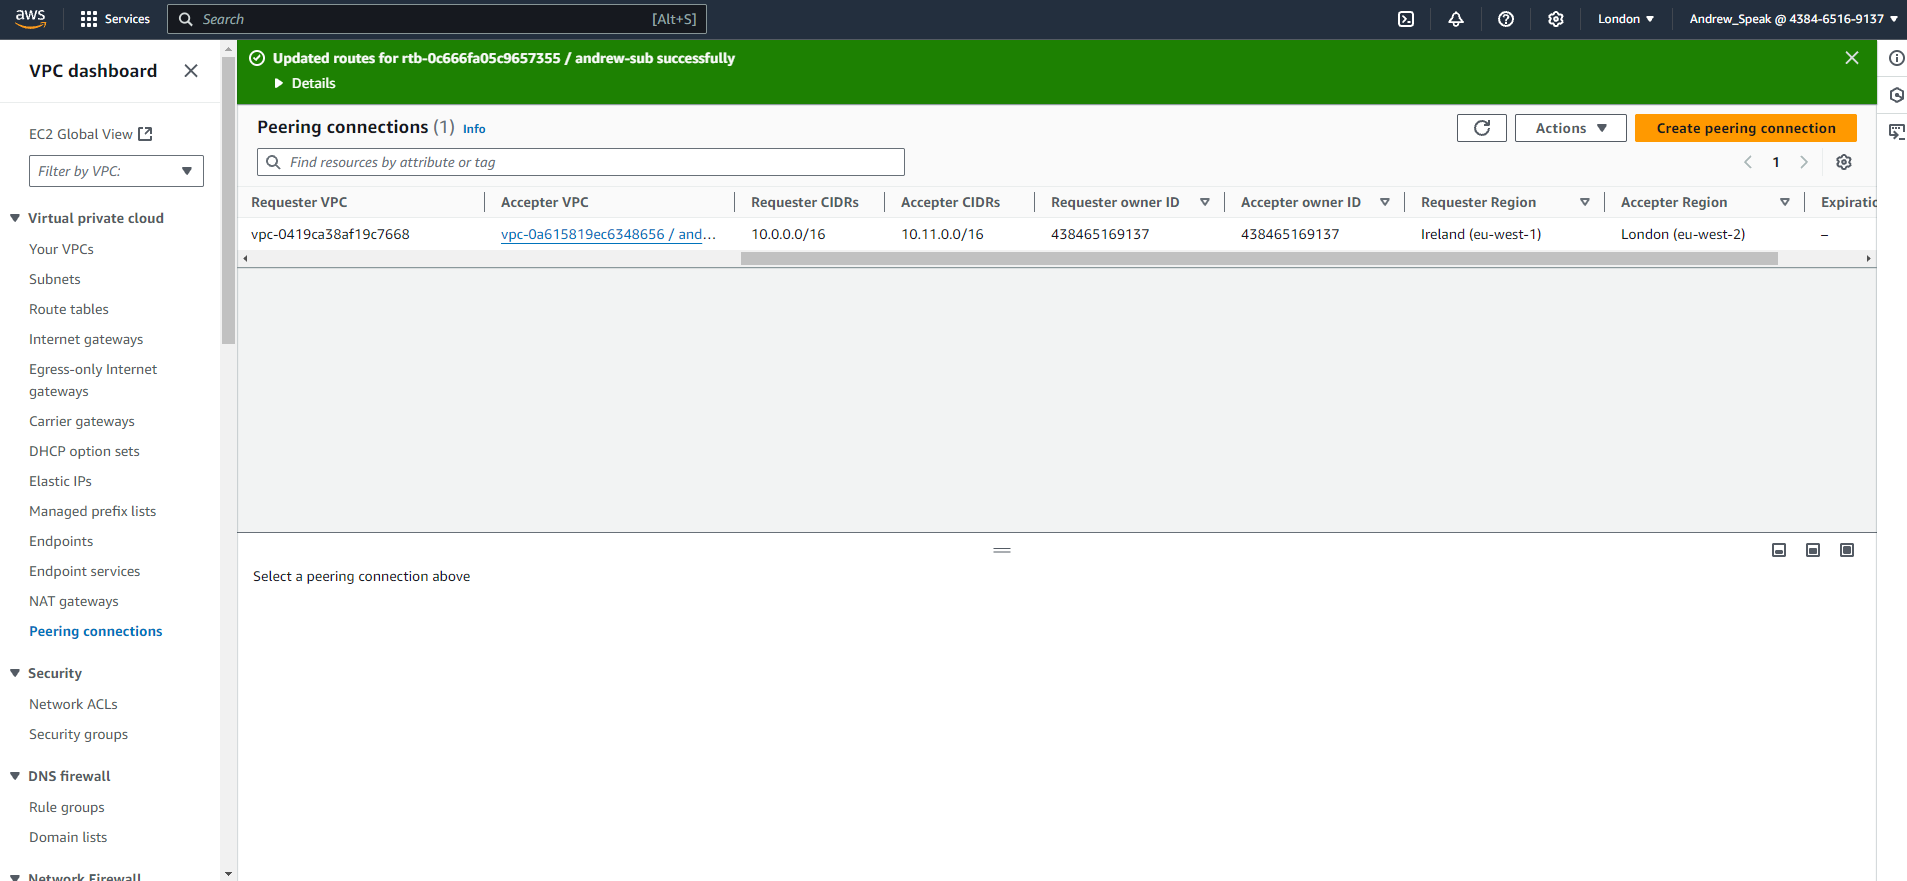 aws
Services
Search
[Alt+S]
London
Andrew_Speak @ 4384-6516-9137
VPC dashboard
EC2 Global View
Filter by VPC:
Virtual private cloud
Your VPCs
Subnets
Route tables
Internet gateways
Egress-only Internet
gateways
Carrier gateways
DHCP option sets
Elastic IPs
Managed prefix lists
Endpoints
Endpoint services
NAT gateways
Peering connections
Security
Network ACLs
Security groups
DNS firewall
Rule groups
Domain lists
Network Firewall
Updated routes for rtb-0c666fa05c9657355 / andrew-sub successfully
Details
Peering connections (1) Info
Actions
Create peering connection
Find resources by attribute or tag
1
Requester VPC Accepter VPC Requester CIDRs Accepter CIDRs Requester owner ID Accepter owner ID Requester Region Accepter Region Expiratic
vpc-0419ca38af19c7668 vpc-0a615819ec6348656 / and... 10.0.0.0/16 10.11.0.0/16 438465169137 438465169137 Ireland (eu-west-1) London (eu-west-2) –
Select a peering connection above